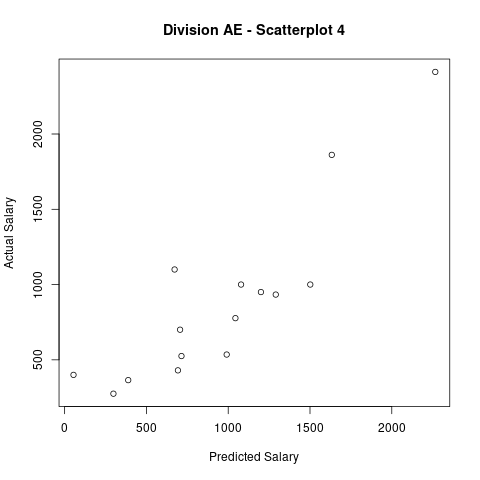 Division AE - Scatterplot 4
Actual Salary
2000
1500
1000
500
0 500 1000 1500 2000
Predicted Salary